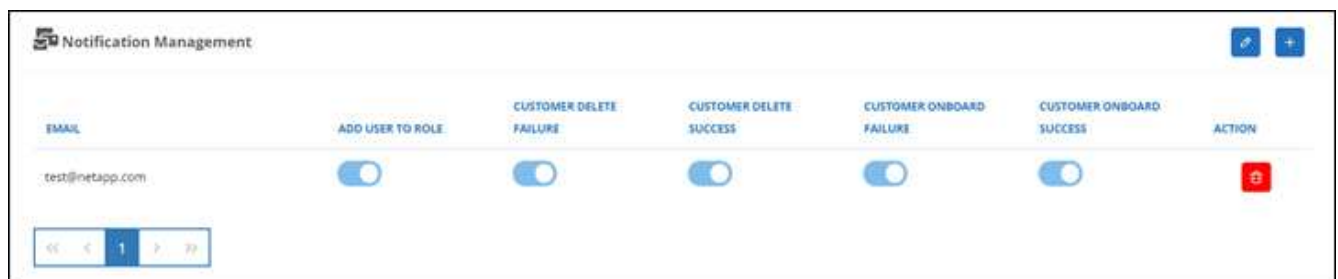 Notification Management
CUSTOMER DELETE CUSTOMER DELETE CUSTOMER ONBOARD CUSTOMER ONBOARD
EMAIL ADD USER TO ROLE FAILURE SUCCESS FAILURE SUCCESS ACTION
test@netapp.com
« < 1 > »